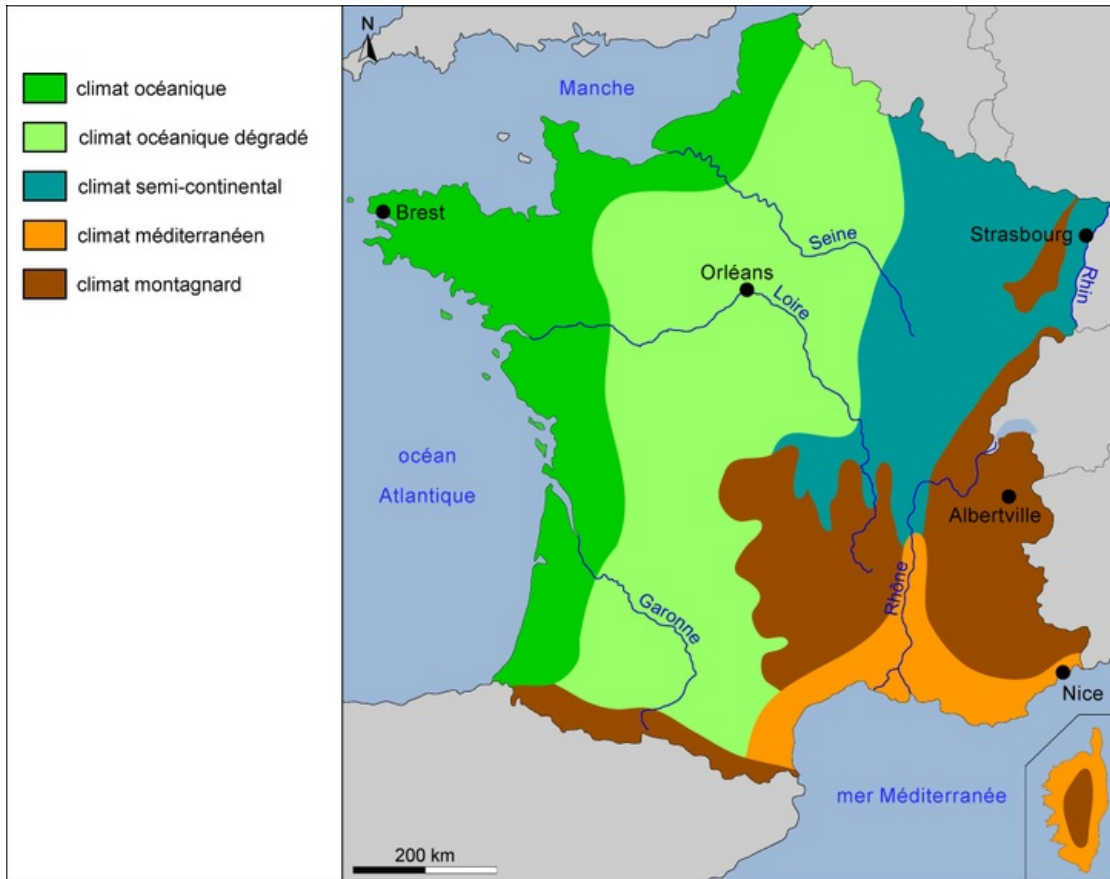 climat océanique
climat océanique dégradé
climat semi-continental
climat méditerranéen
climat montagnard
N
Manche
Brest
Seine
Strasbourg
Orléans
Loire
Rhin
océan
Atlantique
Albertville
Garonne
Rhône
Nice
mer Méditerranée
200 km